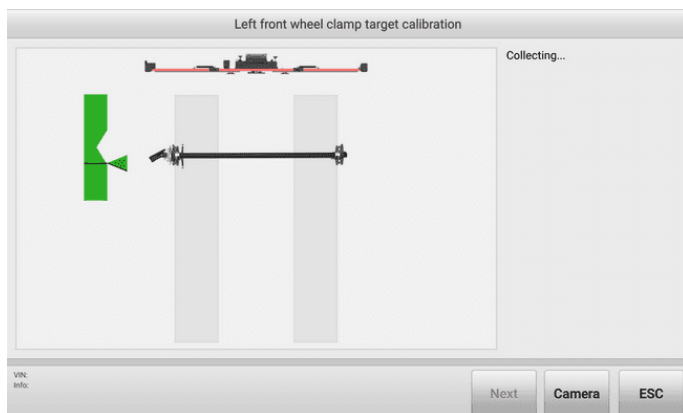 Left front wheel clamp target calibration
Collecting...
VIN:
Info:
Next
Camera
ESC